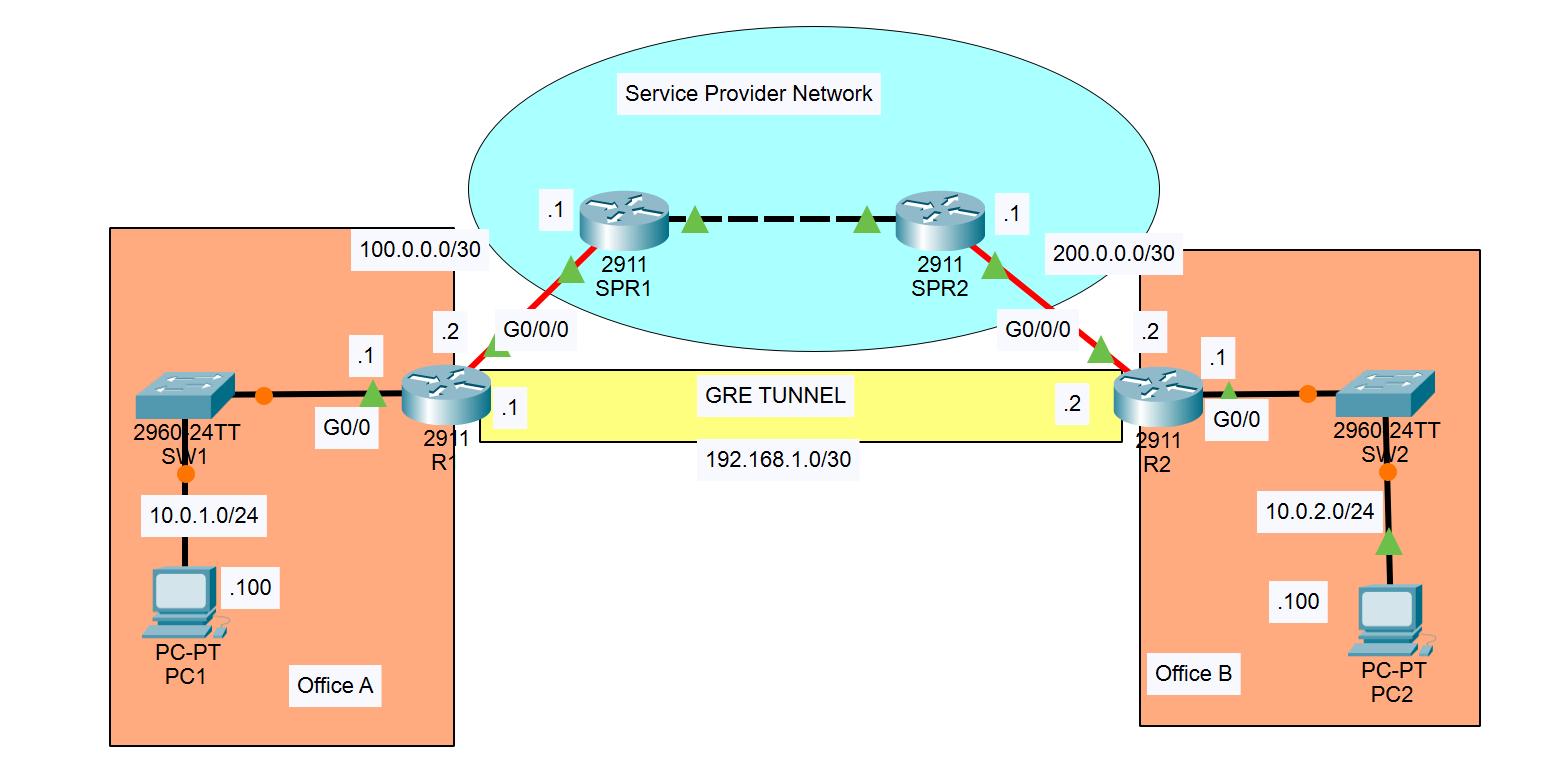 Service Provider Network
.1
.1
2911
SPR1
2911
SPR2
100.0.0.0/30
200.0.0.0/30
.2
G0/0/0
G0/0/0
.2
.1
.1
GRE TUNNEL
.1
.2
G0/0
G0/0
2960-24TT
SW1
2911
R1
2911
R2
2960-24TT
SW2
192.168.1.0/30
10.0.1.0/24
10.0.2.0/24
.100
.100
PC-PT
PC1
PC-PT
PC2
Office A
Office B